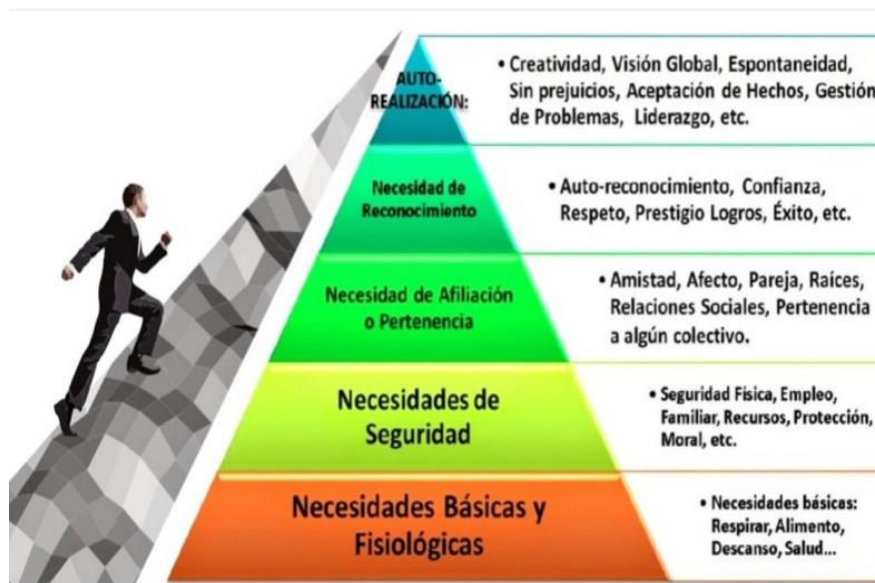 AUTO-
REALIZACIÓN:
• Creatividad, Visión Global, Espontaneidad,
Sin prejuicios, Aceptación de Hechos, Gestión
de Problemas, Liderazgo, etc.
Necesidad de
Reconocimiento
• Auto-reconocimiento, Confianza,
Respeto, Prestigio Logros, Éxito, etc.
Necesidad de Afiliación
o Pertenencia
• Amistad, Afecto, Pareja, Raíces,
Relaciones Sociales, Pertenencia
a algún colectivo.
Necesidades de
Seguridad
• Seguridad Física, Empleo,
Familiar, Recursos, Protección,
Moral, etc.
Necesidades Básicas y
Fisiológicas
• Necesidades básicas:
Respirar, Alimento,
Descanso, Salud...